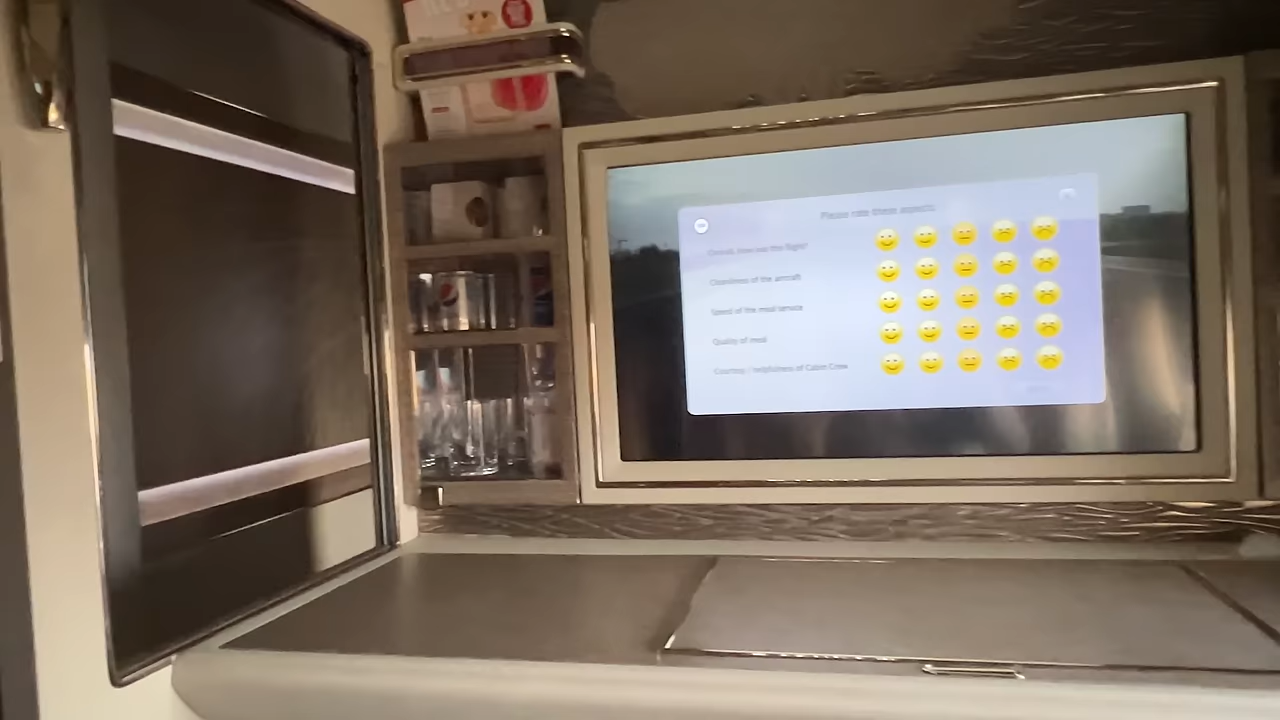 Please rate these aspects
Overall, how was the flight?
Cleanliness of the aircraft
Speed of the meal service
Quality of meal
Courtesy / helpfulness of Cabin Crew